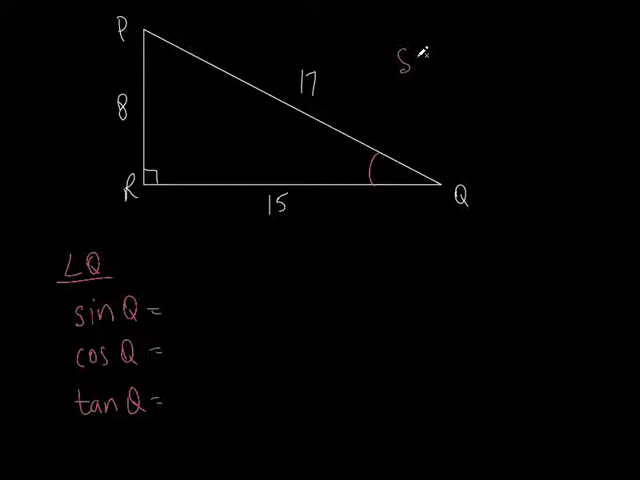 P
S
17
8
R
15
Q
∠Q
sin Q =
cos Q =
tan Q =